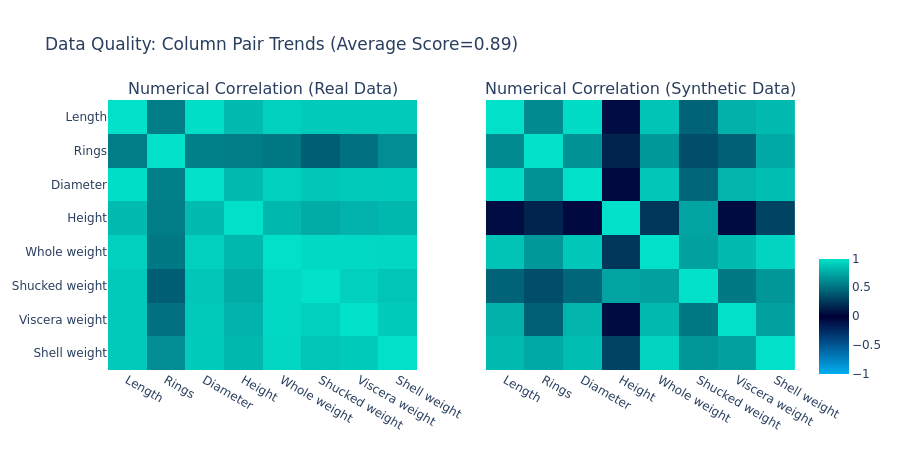 Data Quality: Column Pair Trends (Average Score=0.89)
Numerical Correlation (Real Data)
Numerical Correlation (Synthetic Data)
Length
Rings
Diameter
Height
Whole weight
Shucked weight
Viscera weight
Shell weight
Length
Rings
Diameter
Height
Whole weight
Shucked weight
Viscera weight
Shell weight
Length
Rings
Diameter
Height
Whole weight
Shucked weight
Viscera weight
Shell weight
1
0.5
0
−0.5
−1